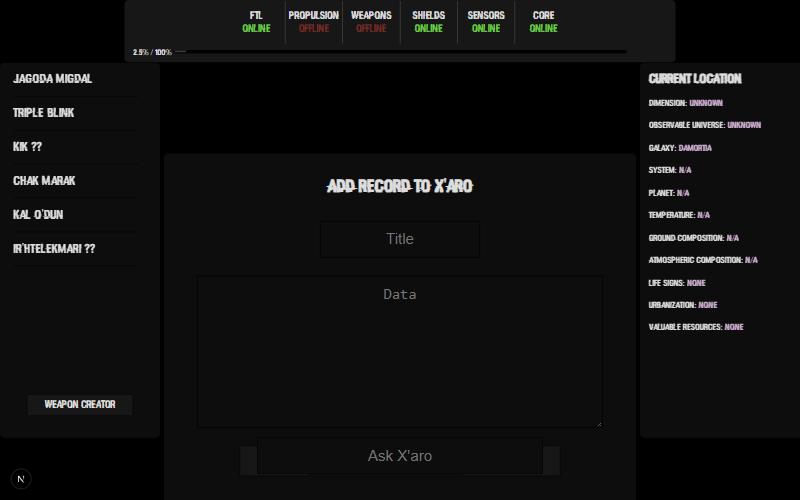 FTL PROPULSION WEAPONS SHIELDS SENSORS CORE
ONLINE OFFLINE OFFLINE ONLINE ONLINE ONLINE
2.5% / 100%
JAGODA MIGDAL
TRIPLE BLINK
KIK ??
CHAK MARAK
KAL O'DUN
IR'HTELEKMARI ??
WEAPON CREATOR
N
ADD RECORD TO X'ARO
Title
Data
Ask X'aro
CURRENT LOCATION
DIMENSION: UNKNOWN
OBSERVABLE UNIVERSE: UNKNOWN
GALAXY: DAMORTIA
SYSTEM: N/A
PLANET: N/A
TEMPERATURE: N/A
GROUND COMPOSITION: N/A
ATMOSPHERIC COMPOSITION: N/A
LIFE SIGNS: NONE
URBANIZATION: NONE
VALUABLE RESOURCES: NONE